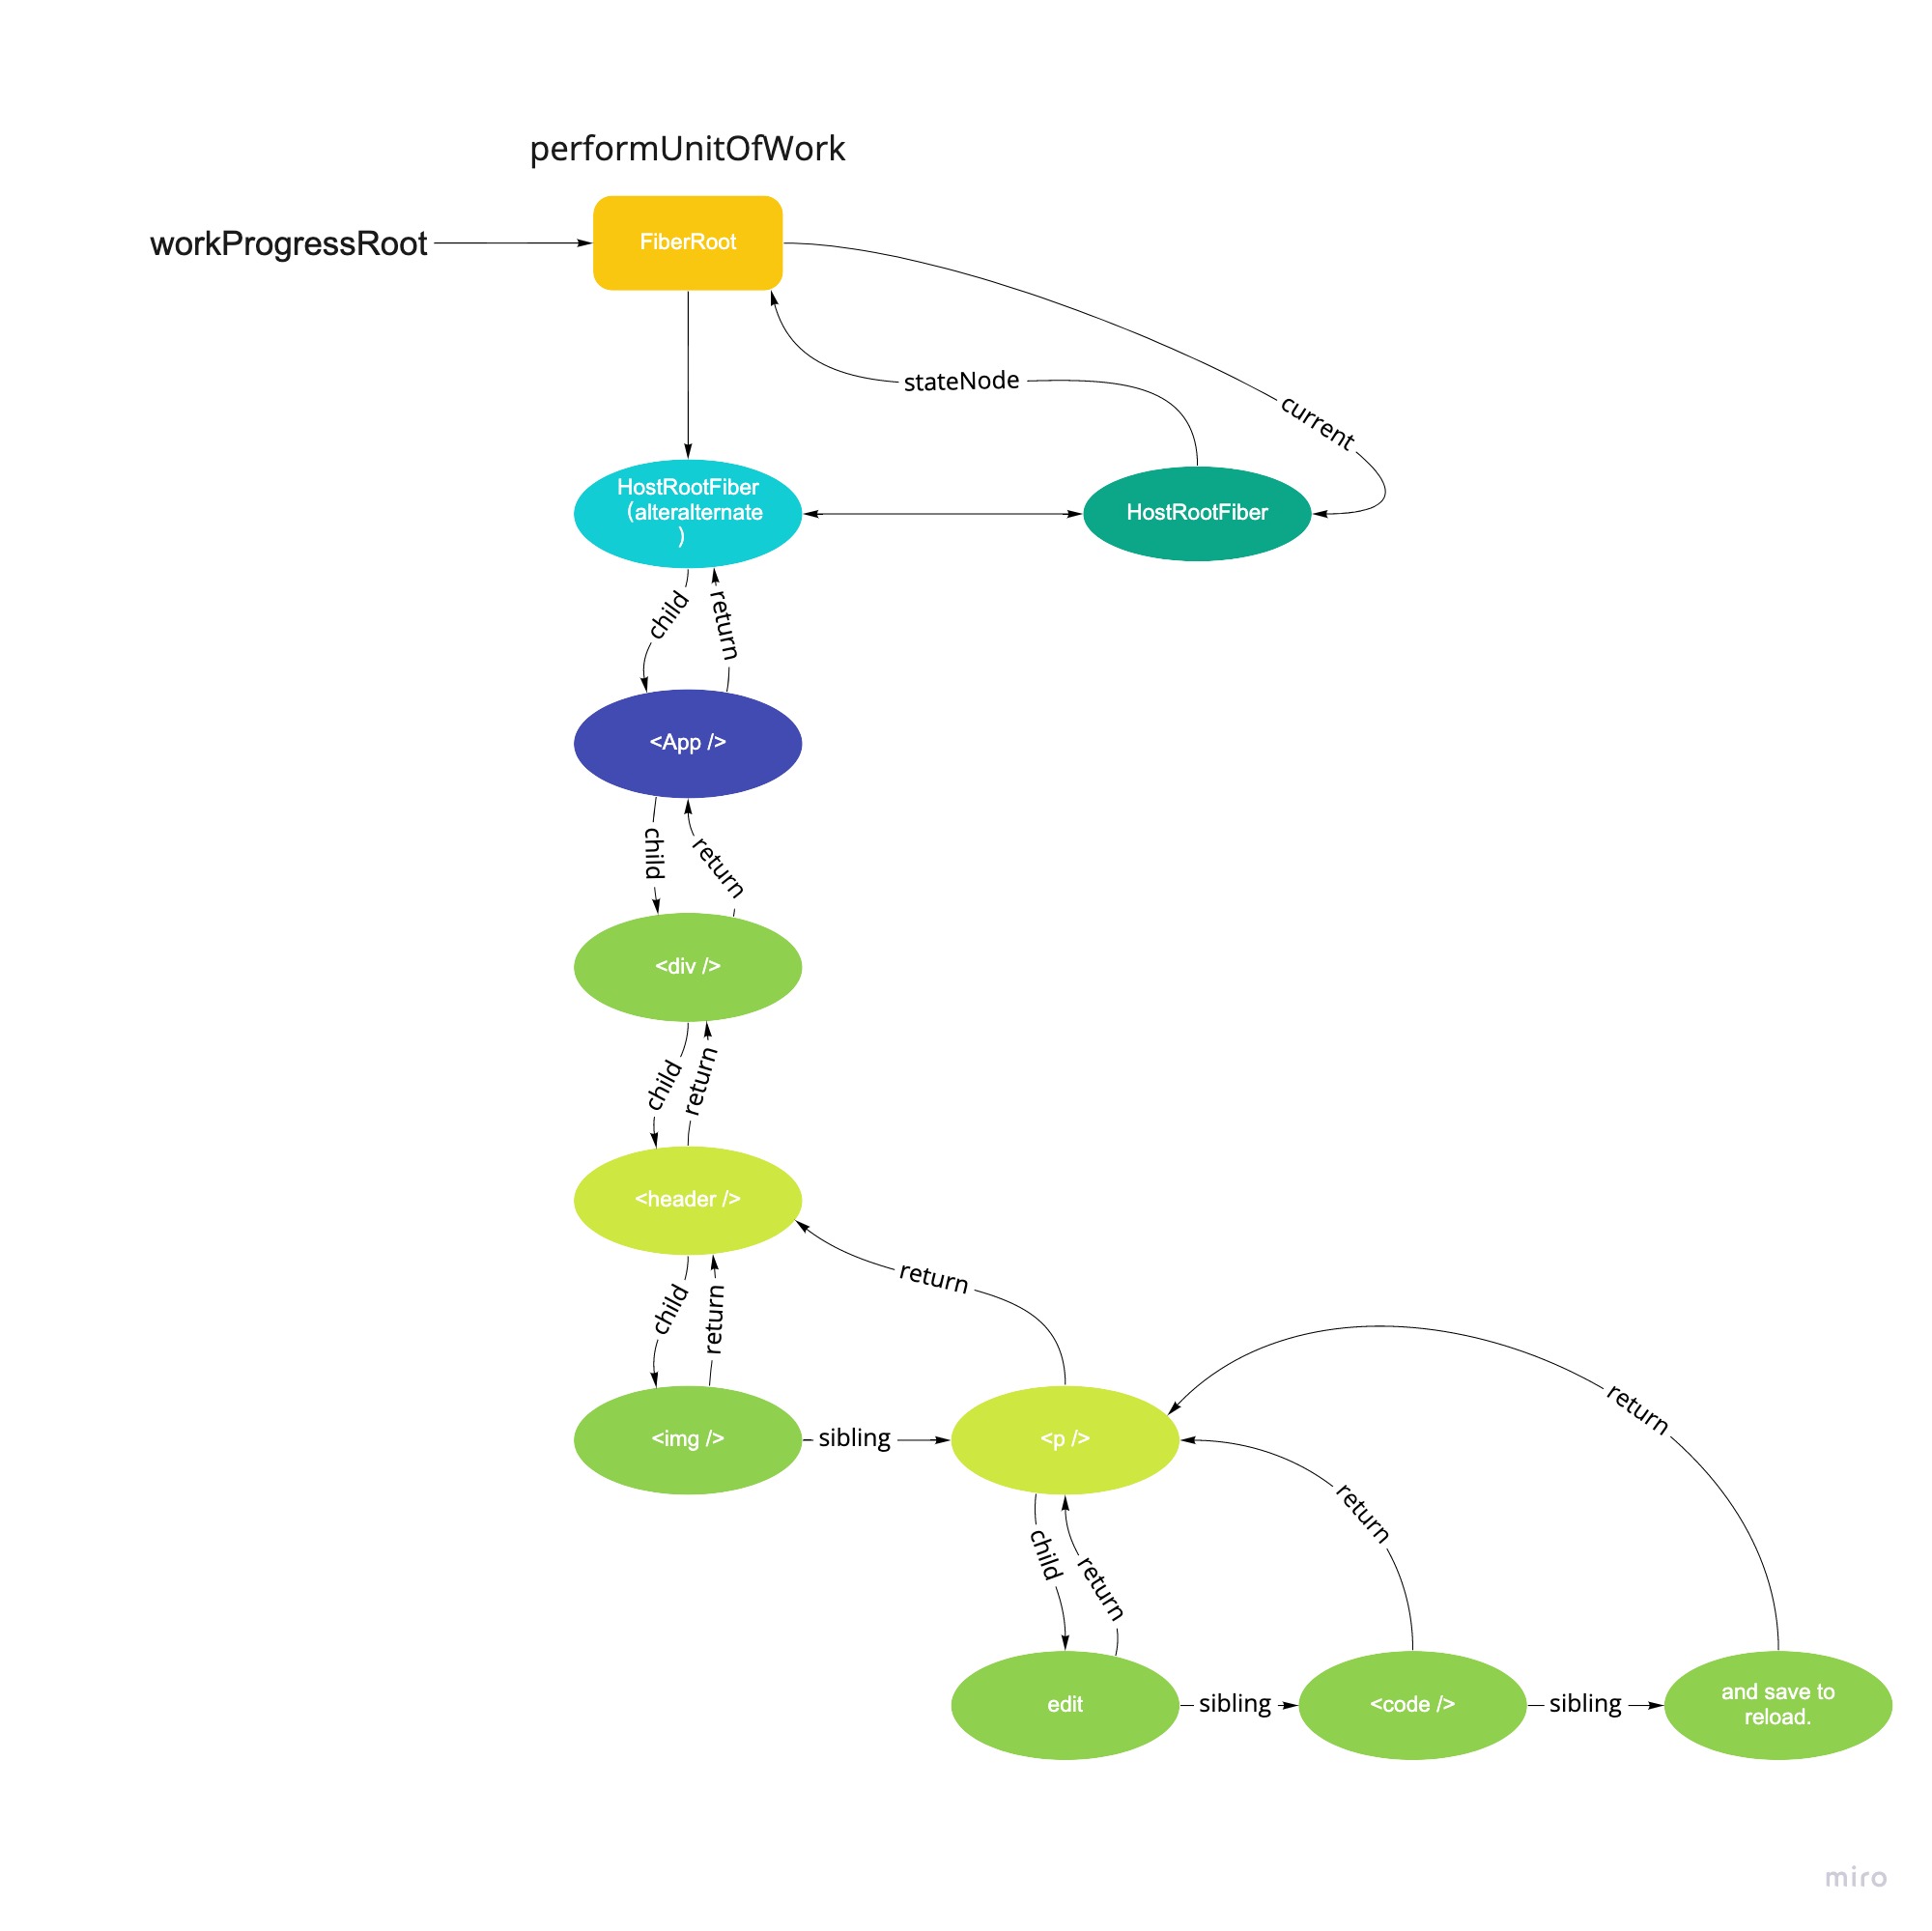 performUnitOfWork
workProgressRoot
FiberRoot
stateNode
current
HostRootFiber
（alteralternate
）
HostRootFiber
child
return
<App />
child
return
<div />
child
return
<header />
return
child
return
return
<img />
sibling
<p />
return
child
return
edit
sibling
<code />
sibling
and save to
reload.
miro